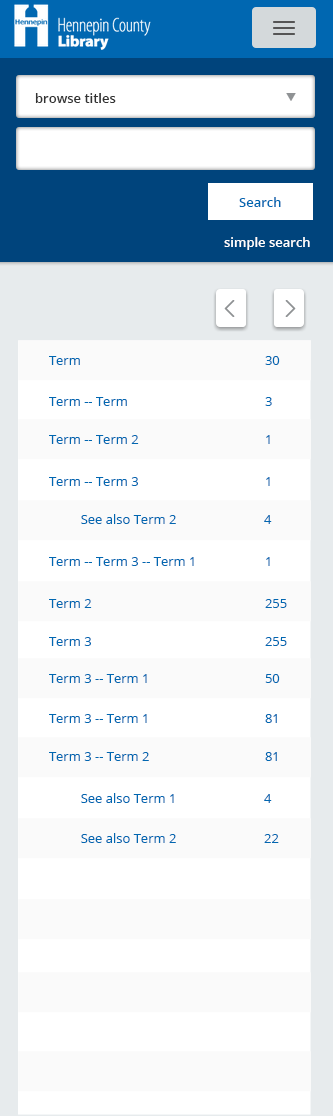 Hennepin
Hennepin County
Library
browse titles
Search
simple search
Term 30
Term -- Term 3
Term -- Term 2 1
Term -- Term 3 1
See also Term 2 4
Term -- Term 3 -- Term 1 1
Term 2 255
Term 3 255
Term 3 -- Term 1 50
Term 3 -- Term 1 81
Term 3 -- Term 2 81
See also Term 1 4
See also Term 2 22